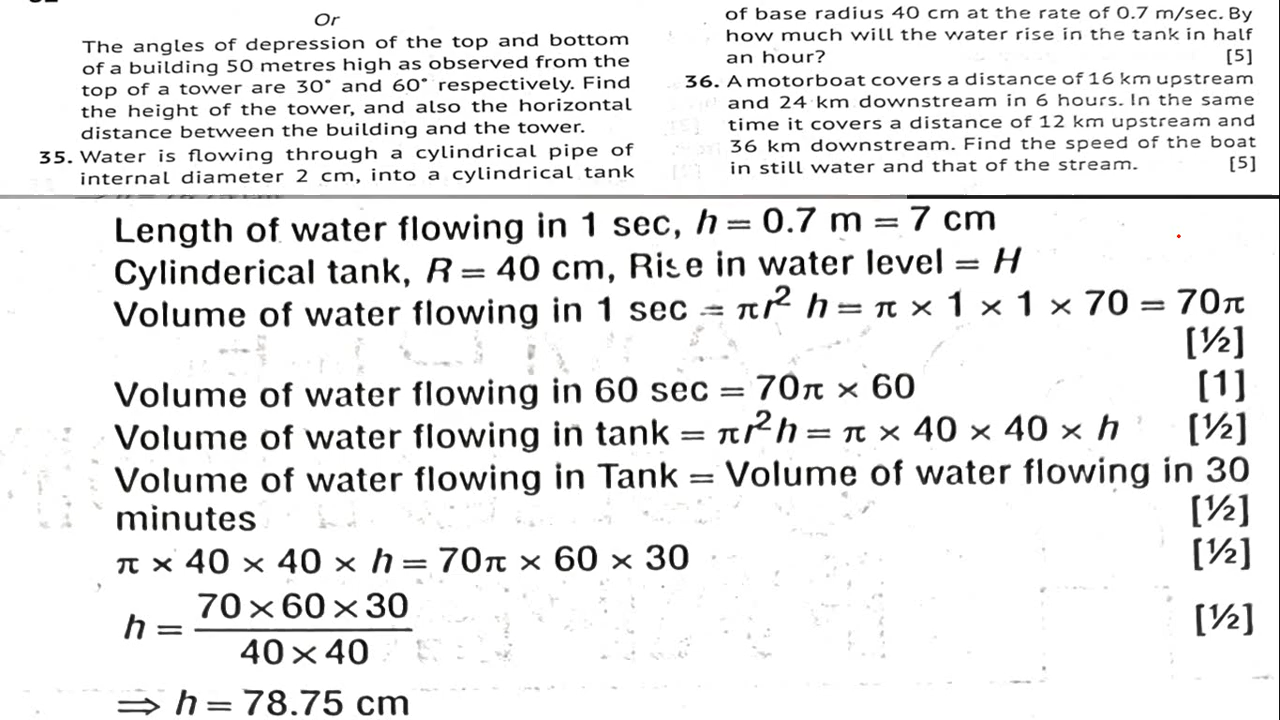 Or
The angles of depression of the top and bottom
of a building 50 metres high as observed from the
top of a tower are 30° and 60° respectively. Find
the height of the tower, and also the horizontal
distance between the building and the tower.
35. Water is flowing through a cylindrical pipe of
internal diameter 2 cm, into a cylindrical tank
of base radius 40 cm at the rate of 0.7 m/sec. By
how much will the water rise in the tank in half
an hour? [5]
36. A motorboat covers a distance of 16 km upstream
and 24 km downstream in 6 hours. In the same
time it covers a distance of 12 km upstream and
36 km downstream. Find the speed of the boat
in still water and that of the stream. [5]
Length of water flowing in 1 sec, h = 0.7 m = 7 cm
Cylinderical tank, R = 40 cm, Rise in water level = H
Volume of water flowing in 1 sec = πr² h = π × 1 × 1 × 70 = 70π
[½]
Volume of water flowing in 60 sec = 70π × 60 [1]
Volume of water flowing in tank = πr²h = π × 40 × 40 × h [½]
Volume of water flowing in Tank = Volume of water flowing in 30
minutes [½]
π × 40 × 40 × h = 70π × 60 × 30 [½]
h = 70 × 60 × 30 / 40 × 40 [½]
⇒ h = 78.75 cm